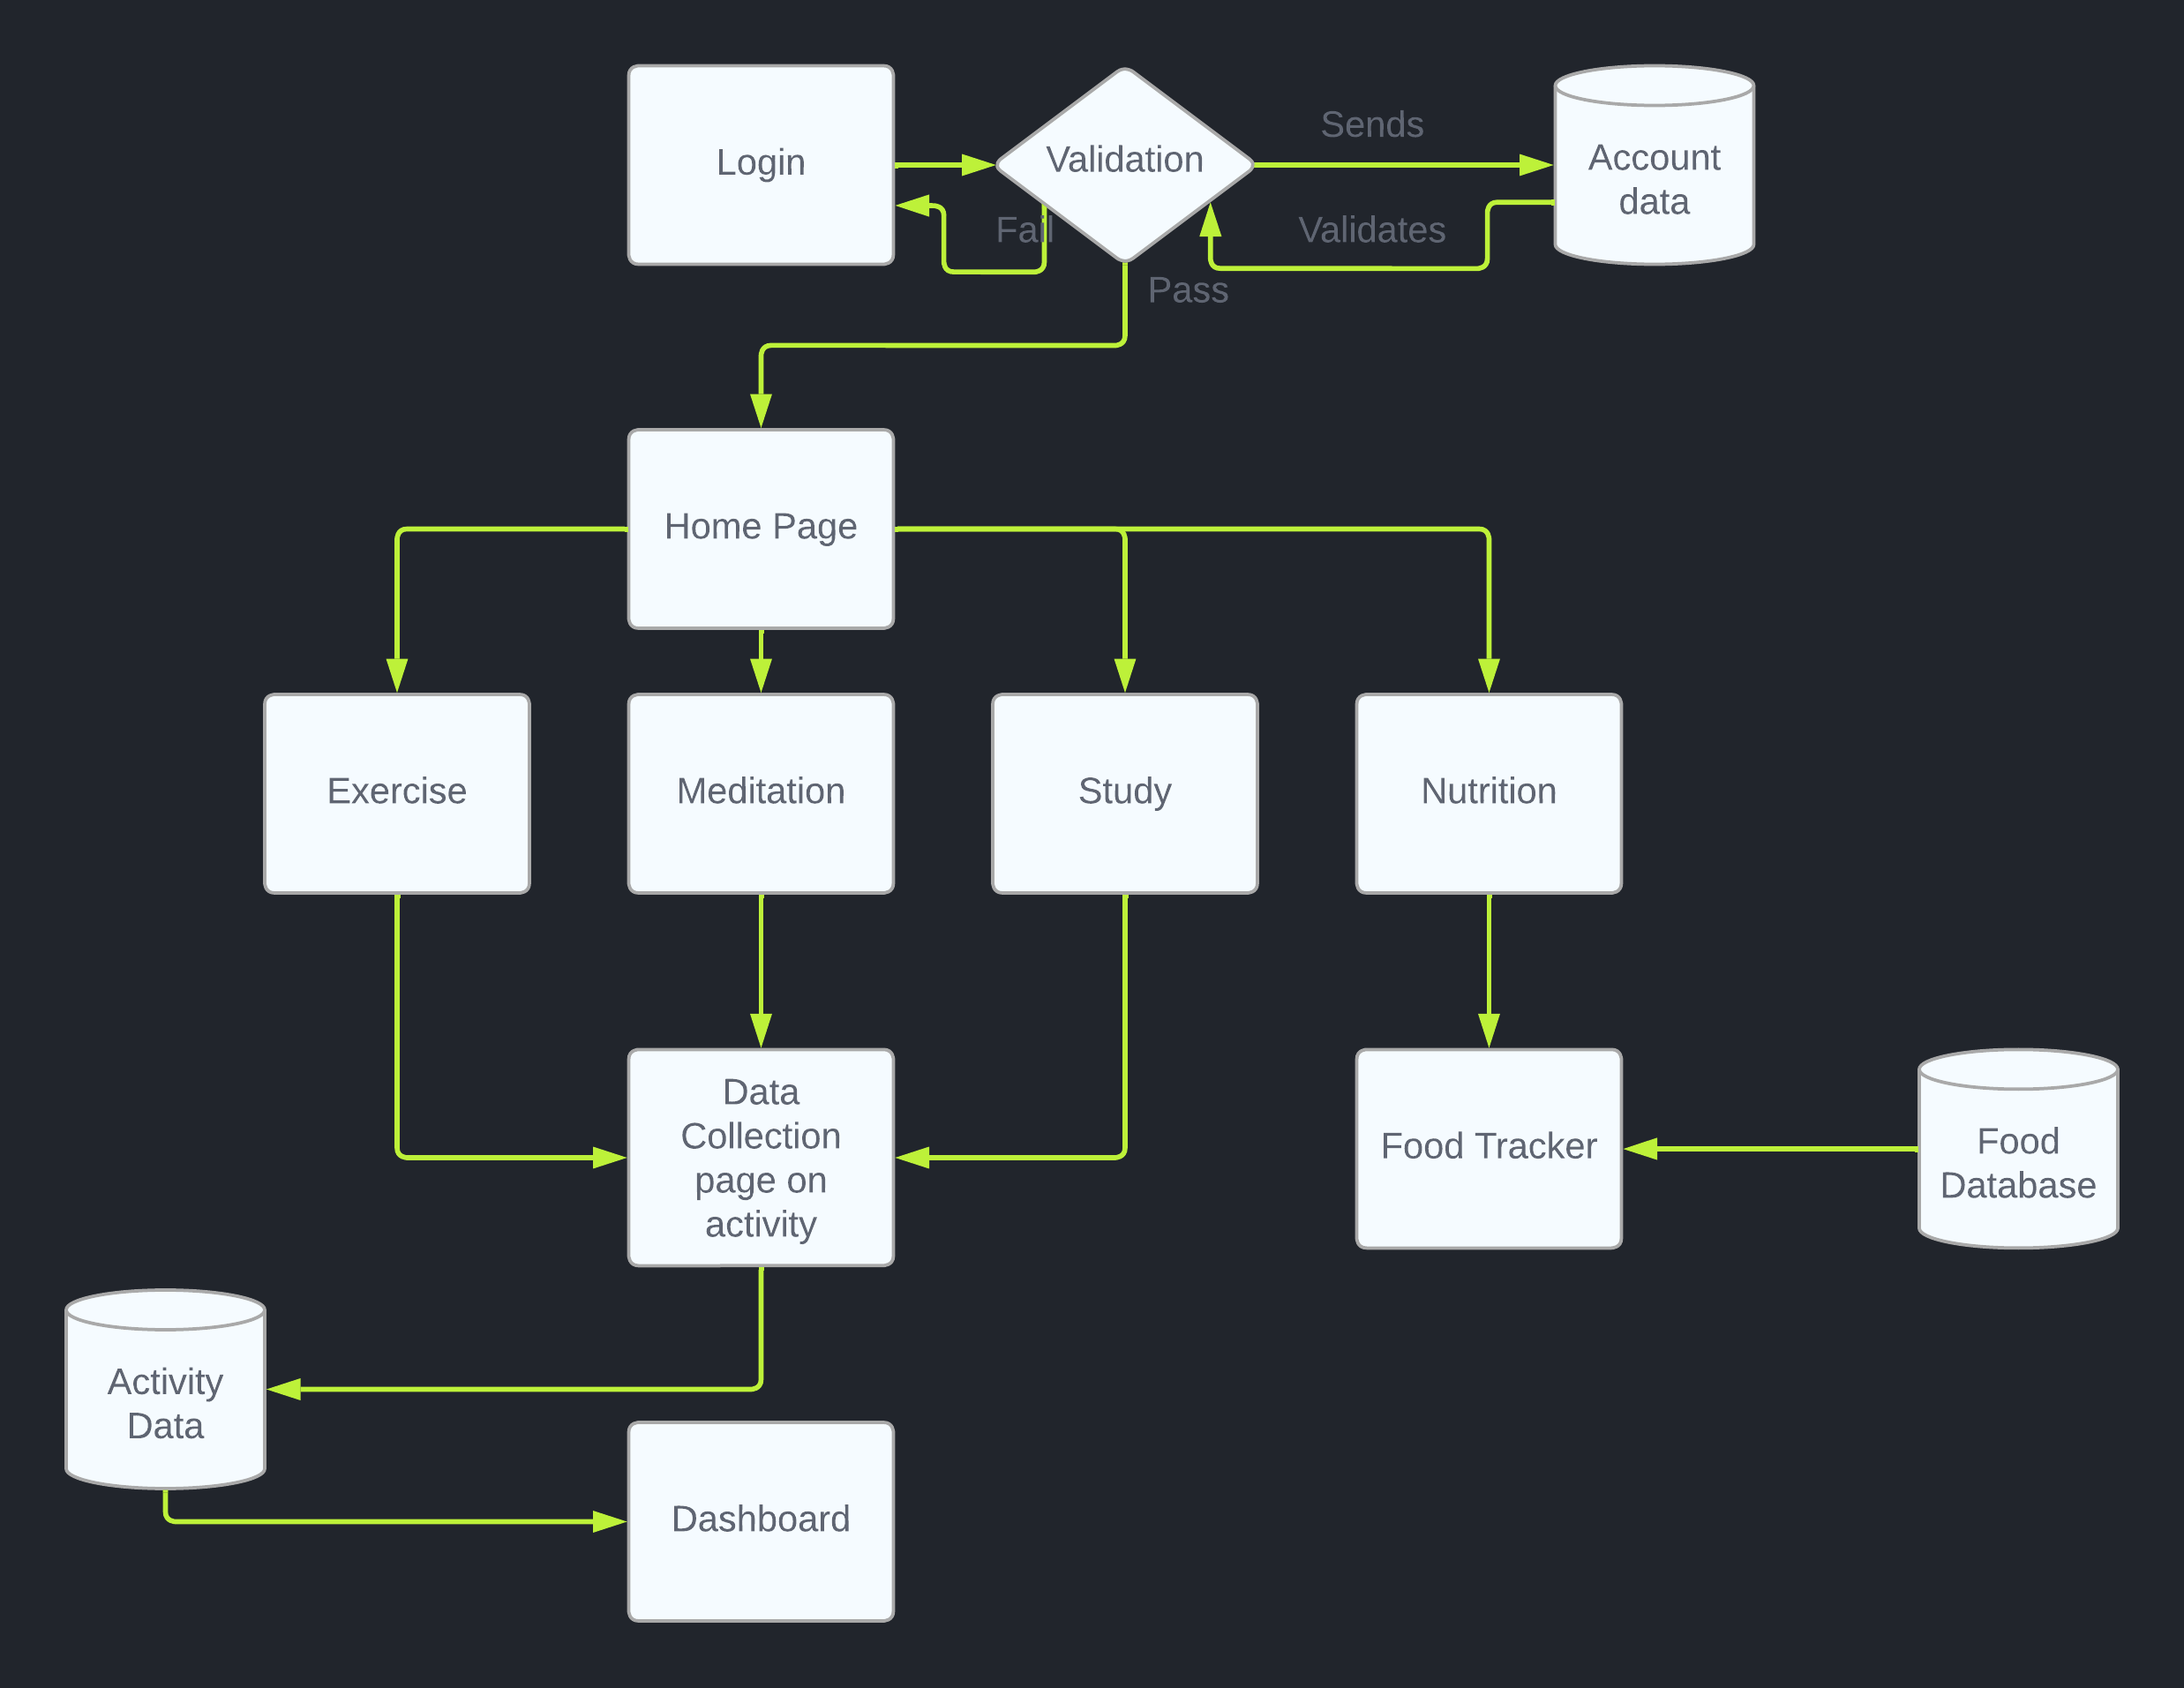 Login
Validation
Sends
Account
data
Fail
Validates
Pass
Home Page
Exercise
Meditation
Study
Nutrition
Data
Collection
page on
activity
Food Tracker
Food
Database
Activity
Data
Dashboard